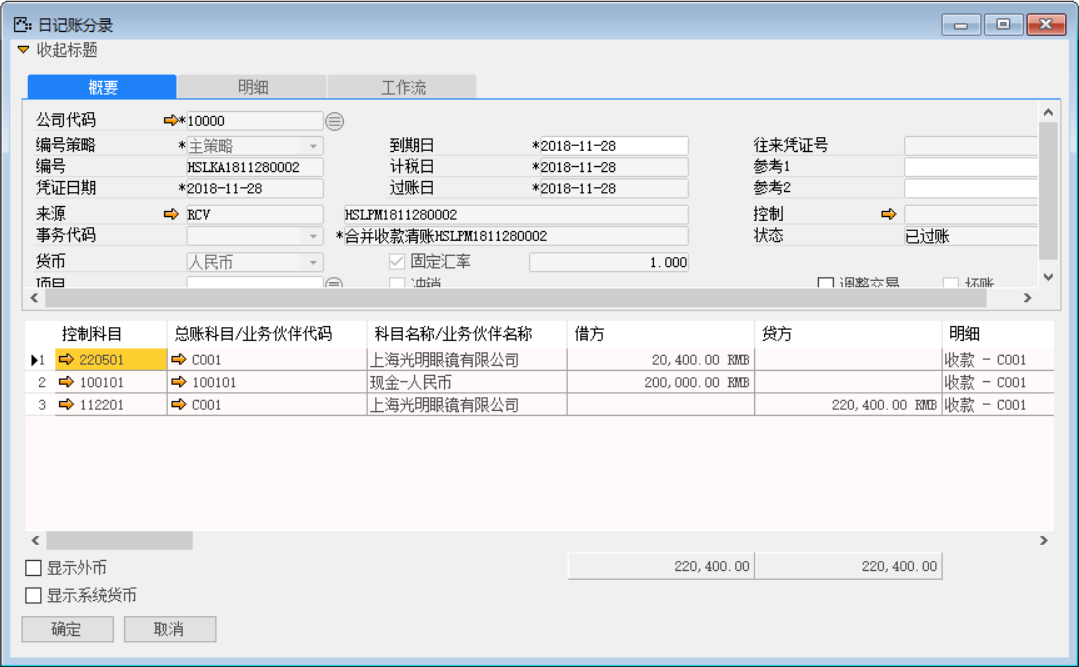 日记账分录
收起标题
概要 明细 工作流
公司代码 *10000
编号策略 *主策略 到期日 *2018-11-28 往来凭证号
编号 HSLKA1811280002 计税日 *2018-11-28 参考1
凭证日期 *2018-11-28 过账日 *2018-11-28 参考2
来源 RCV HSLPM1811280002 控制
事务代码 *合并收款清账HSLPM1811280002 状态 已过账
货币 人民币 固定汇率 1.000
项目 冲销 调整交易 坏账
控制科目 总账科目/业务伙伴代码 科目名称/业务伙伴名称 借方 贷方 明细
1 220501 C001 上海光明眼镜有限公司 20,400.00 RMB 收款 - C001
2 100101 100101 现金-人民币 200,000.00 RMB 收款 - C001
3 112201 C001 上海光明眼镜有限公司 220,400.00 RMB 收款 - C001
显示外币 220,400.00 220,400.00
显示系统货币
确定 取消